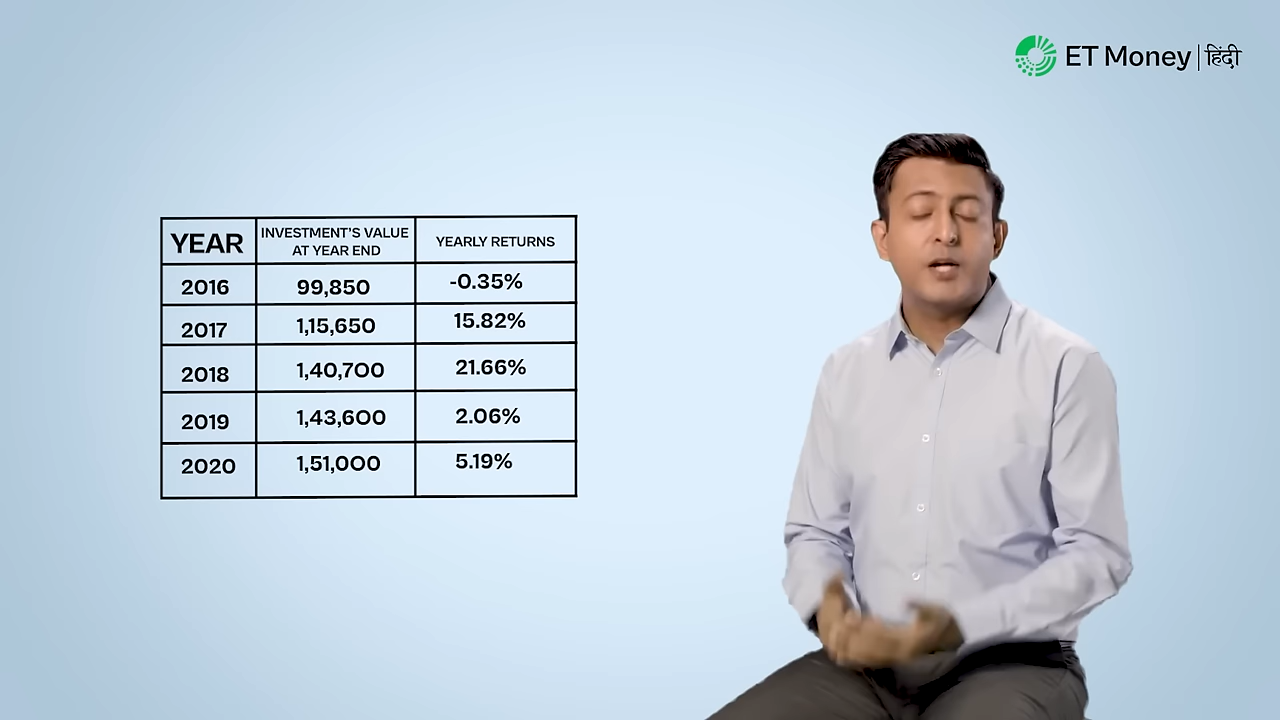 ET Money | हिंदी
YEAR INVESTMENT'S VALUE AT YEAR END YEARLY RETURNS
2016 99,850 -0.35%
2017 1,15,650 15.82%
2018 1,40,700 21.66%
2019 1,43,600 2.06%
2020 1,51,000 5.19%